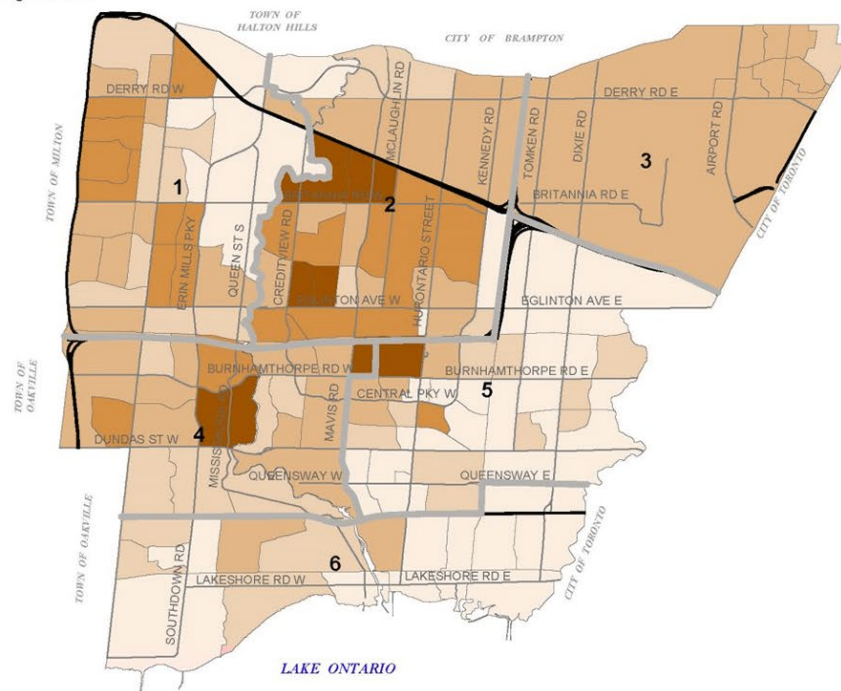 TOWN OF
HALTON HILLS
CITY OF BRAMPTON
DERRY RD W
MCLAUGHLIN RD
KENNEDY RD
TOMKEN RD
DIXIE RD
DERRY RD E
AIRPORT RD
TOWN OF MILTON
1
2
3
BRITANNIA RD E
CITY OF TORONTO
ERIN MILLS PKY
QUEEN ST S
CREDITVIEW RD
HURONTARIO STREET
EGLINTON AVE W
EGLINTON AVE E
TOWN OF
OAKVILLE
BURNHAMTHORPE RD W
BURNHAMTHORPE RD E
MAVIS RD
CENTRAL PKY W
5
DUNDAS ST W
4
QUEENSWAY W
QUEENSWAY E
TOWN OF OAKVILLE
SOUTHDOWN RD
6
LAKESHORE RD W
LAKESHORE RD E
CITY OF TORONTO
LAKE ONTARIO